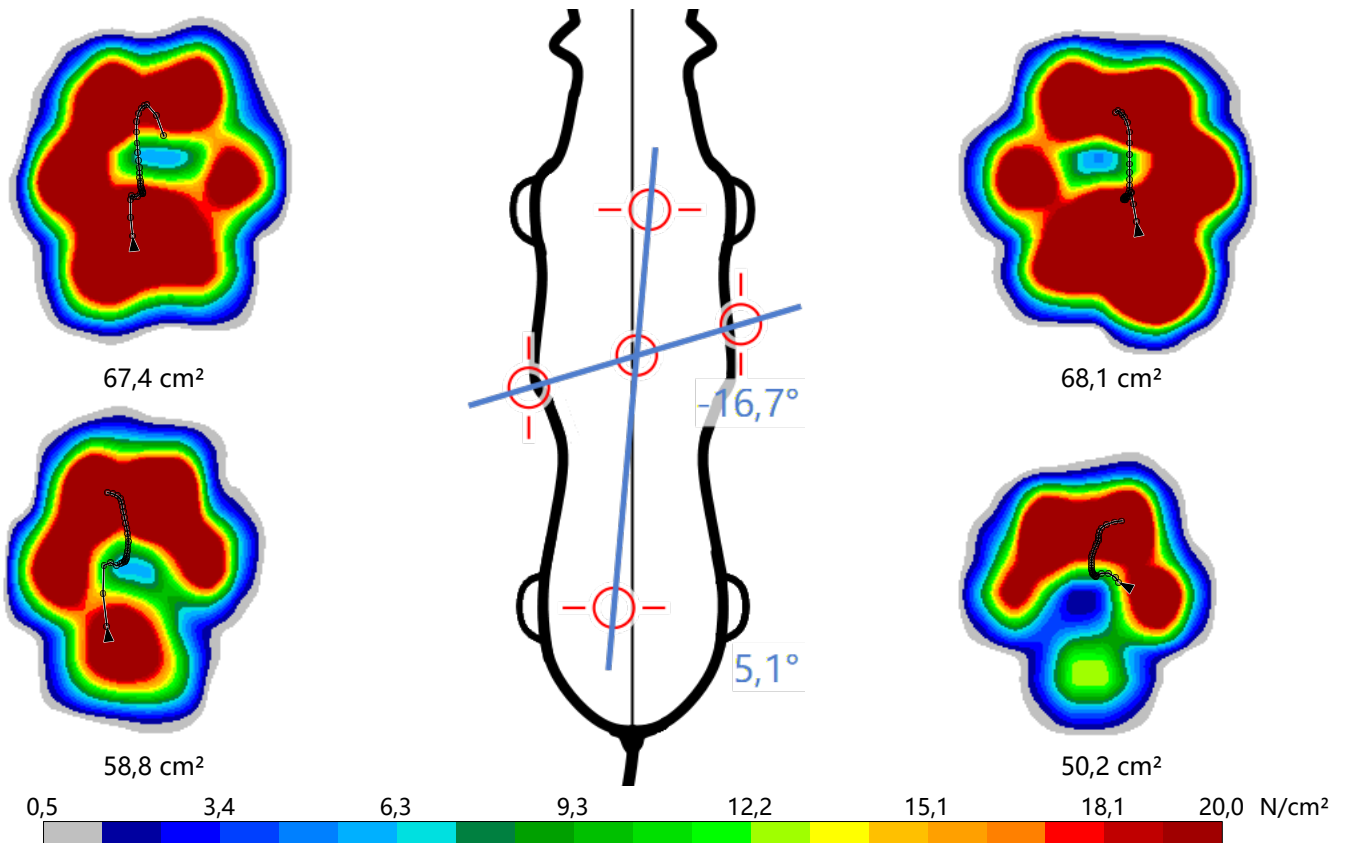 67,4 cm²
68,1 cm²
-16,7°
5,1°
58,8 cm²
50,2 cm²
0,5 3,4 6,3 9,3 12,2 15,1 18,1 20,0 N/cm²